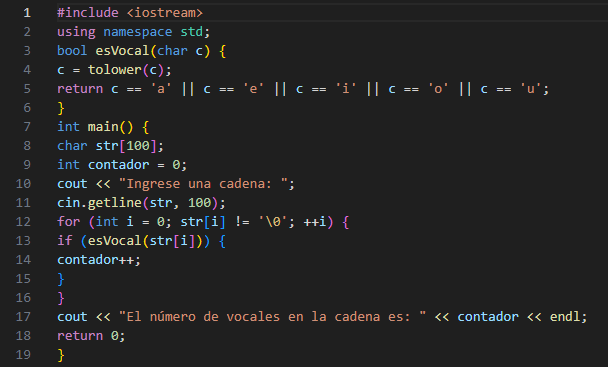 1 #include <iostream>
2 using namespace std;
3 bool esVocal(char c) {
4 c = tolower(c);
5 return c == 'a' || c == 'e' || c == 'i' || c == 'o' || c == 'u';
6 }
7 int main() {
8 char str[100];
9 int contador = 0;
10 cout << "Ingrese una cadena: ";
11 cin.getline(str, 100);
12 for (int i = 0; str[i] != '\0'; ++i) {
13 if (esVocal(str[i])) {
14 contador++;
15 }
16 }
17 cout << "El número de vocales en la cadena es: " << contador << endl;
18 return 0;
19 }